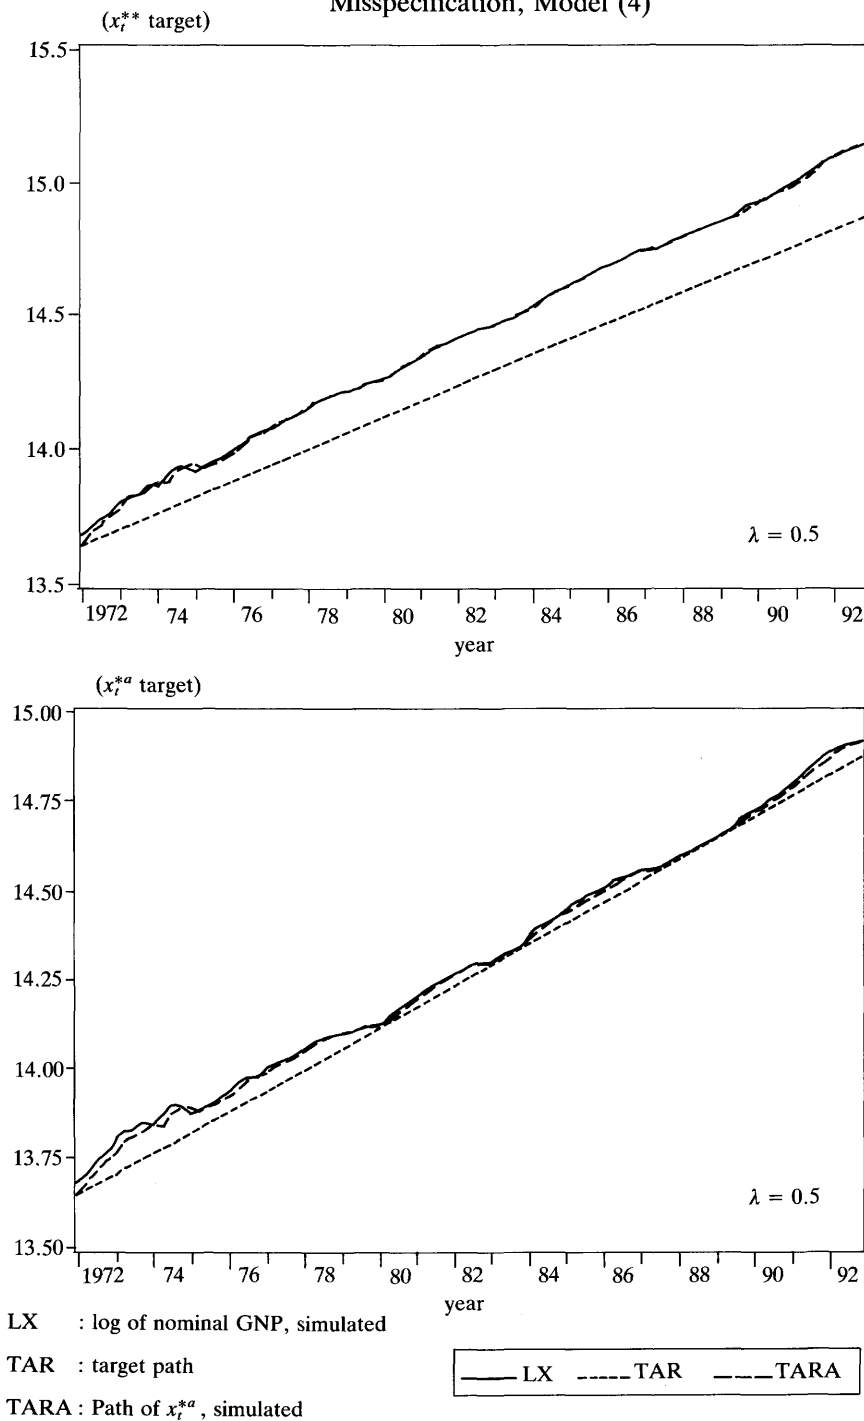 Misspecification, Model (4)
(x_t** target)
15.5
15.0
14.5
14.0
13.5
λ = 0.5
1972 74 76 78 80 82 84 86 88 90 92
year
(x_t*a target)
15.00
14.75
14.50
14.25
14.00
13.75
13.50
λ = 0.5
1972 74 76 78 80 82 84 86 88 90 92
year
LX : log of nominal GNP, simulated
TAR : target path
TARA : Path of x_t*a, simulated
LX TAR TARA